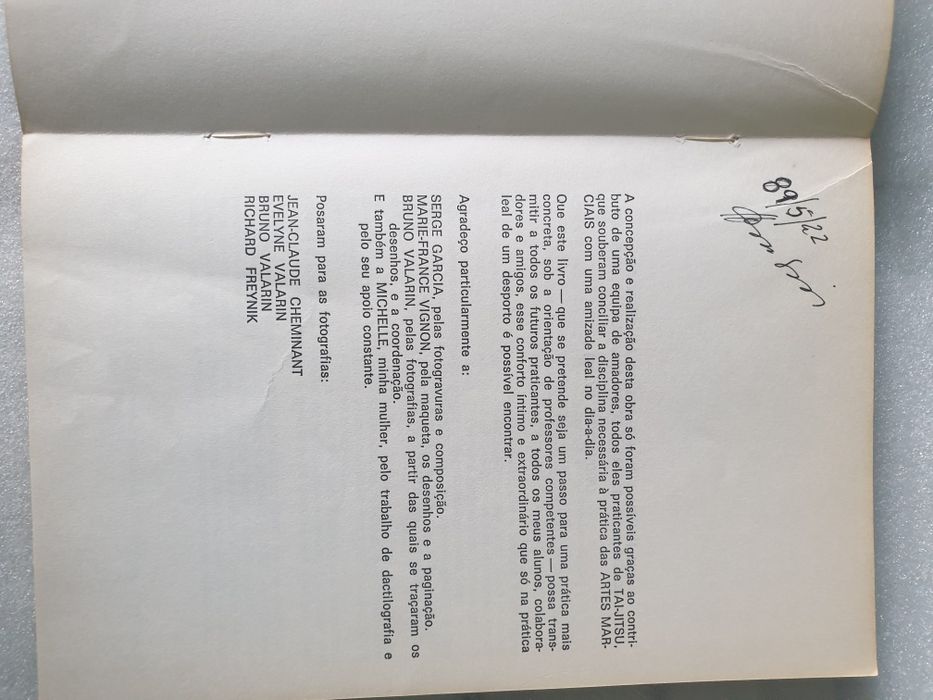 89/5/22
A concepção e realização desta obra só foram possíveis graças ao contri-
buto de uma equipa de amadores, todos eles praticantes de TAI-JITSU,
que souberam conciliar a disciplina necessária à prática das ARTES MAR-
CIAIS com uma amizade leal no dia-a-dia.
Que este livro — que se pretende seja um passo para uma prática mais
concreta, sob a orientação de professores competentes — possa trans-
mitir a todos os futuros praticantes, a todos os meus alunos, colabora-
dores e amigos, esse conforto íntimo e extraordinário que só na prática
leal de um desporto é possível encontrar.
Agradeço particularmente a:
SERGE GARCIA, pelas fotogravuras e composição.
MARIE-FRANCE VIGNON, pela maqueta, os desenhos e a paginação.
BRUNO VALARIN, pelas fotografias, a partir das quais se traçaram os
desenhos, e a coordenação.
E também a MICHELLE, minha mulher, pelo trabalho de dactilografia e
pelo seu apoio constante.
Posaram para as fotografias:
JEAN-CLAUDE CHEMINANT
EVELYNE VALARIN
BRUNO VALARIN
RICHARD FREYNIK